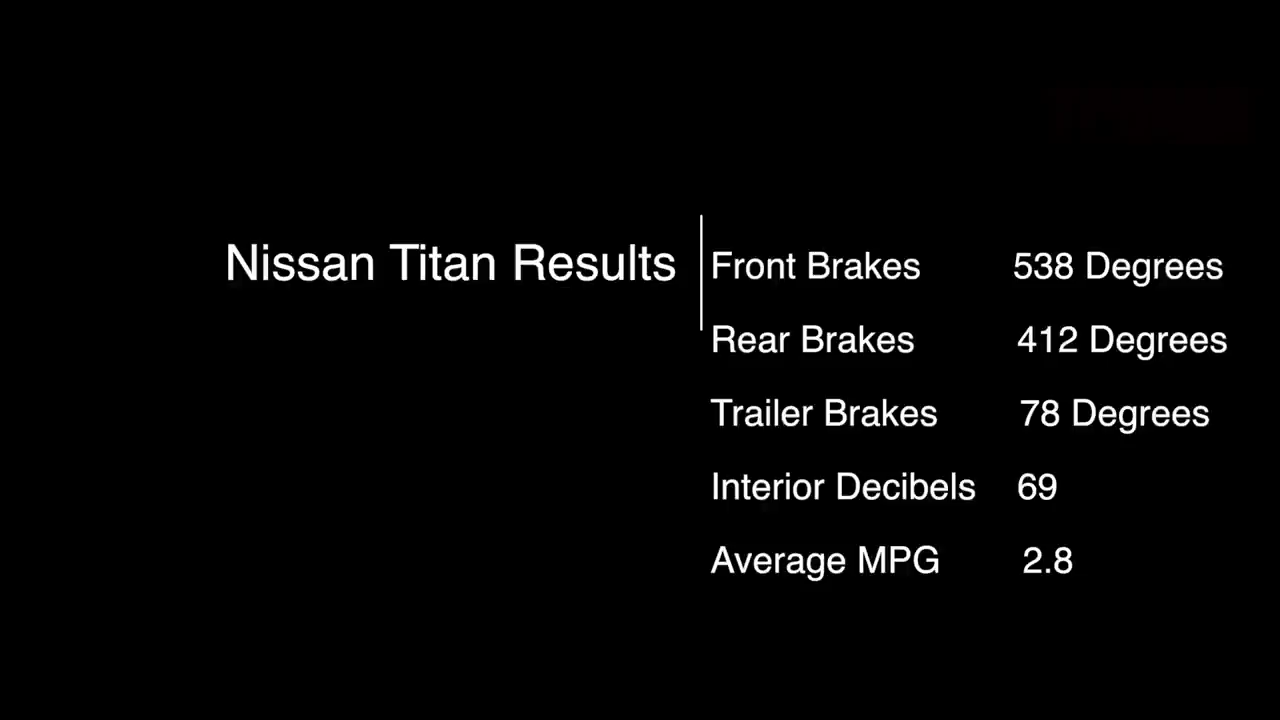 Nissan Titan Results
Front Brakes 538 Degrees
Rear Brakes 412 Degrees
Trailer Brakes 78 Degrees
Interior Decibels 69
Average MPG 2.8